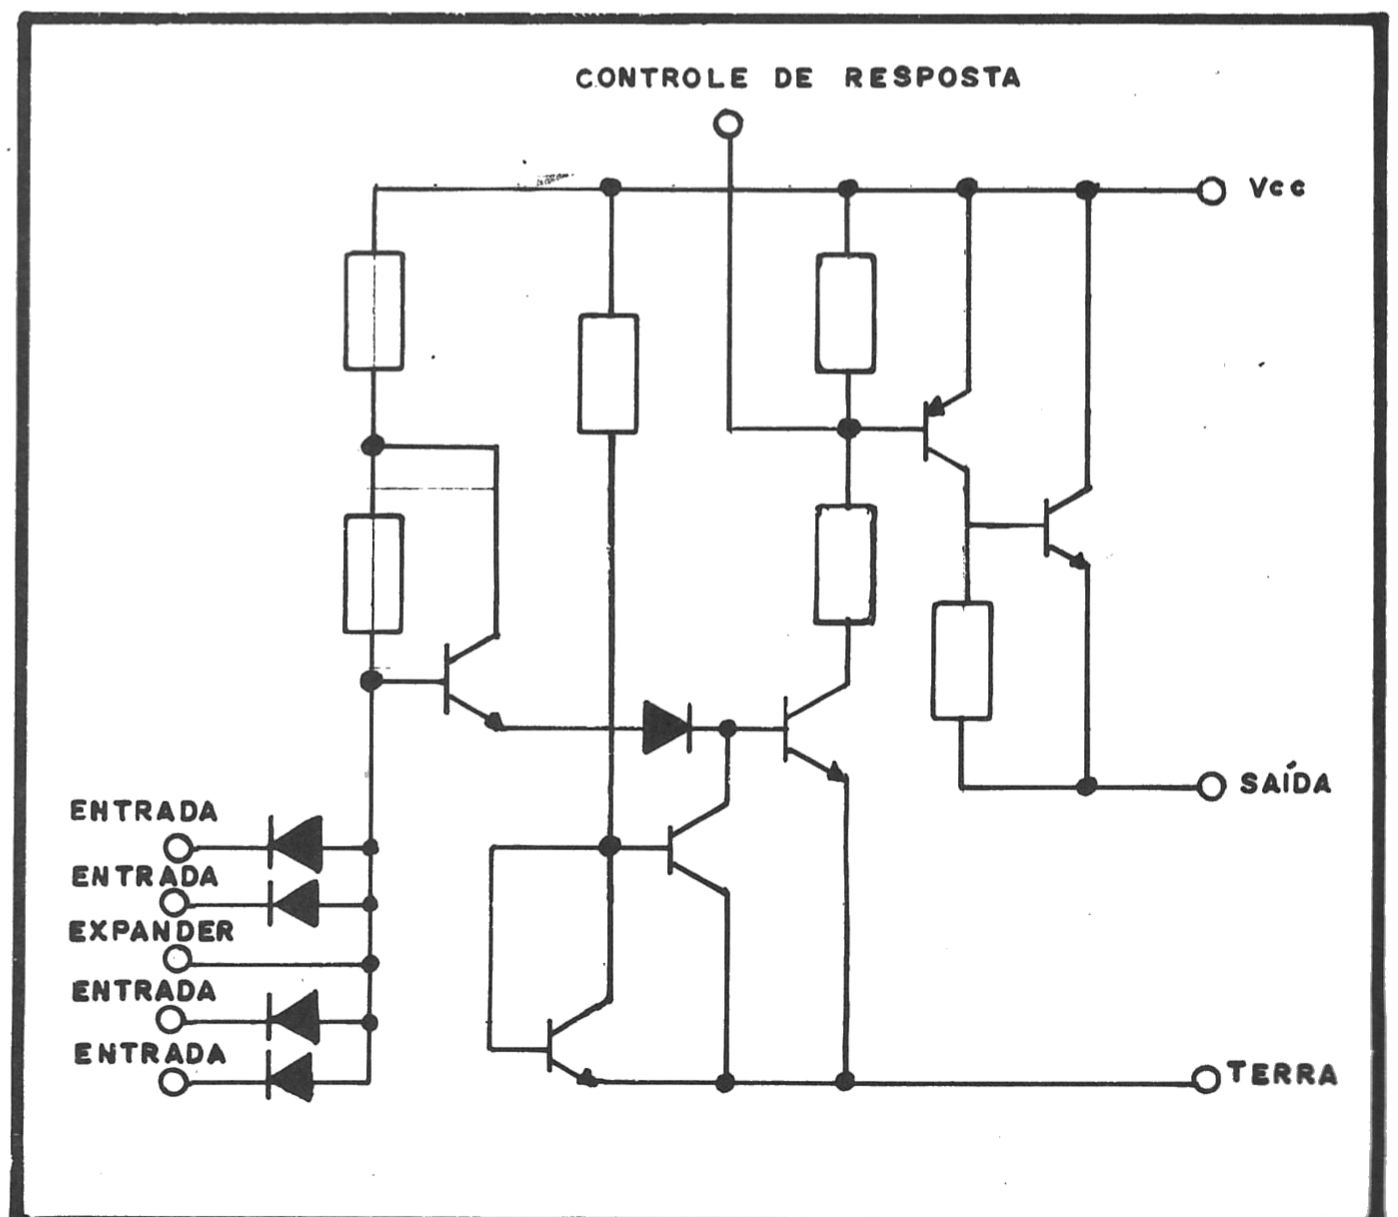 CONTROLE DE RESPOSTA
Vcc
SAÍDA
ENTRADA
ENTRADA
EXPANDER
ENTRADA
ENTRADA
TERRA